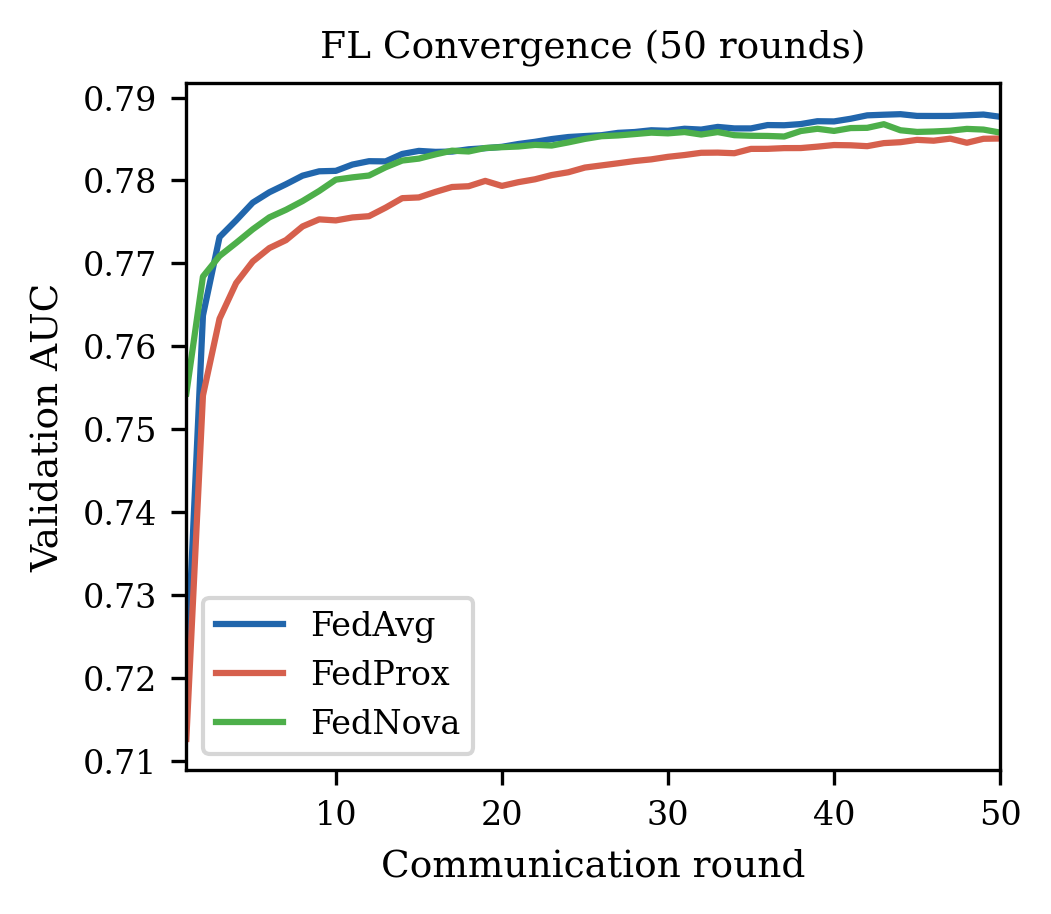 FL Convergence (50 rounds)
Validation AUC
0.79
0.78
0.77
0.76
0.75
0.74
0.73
0.72
0.71
FedAvg
FedProx
FedNova
10 20 30 40 50
Communication round